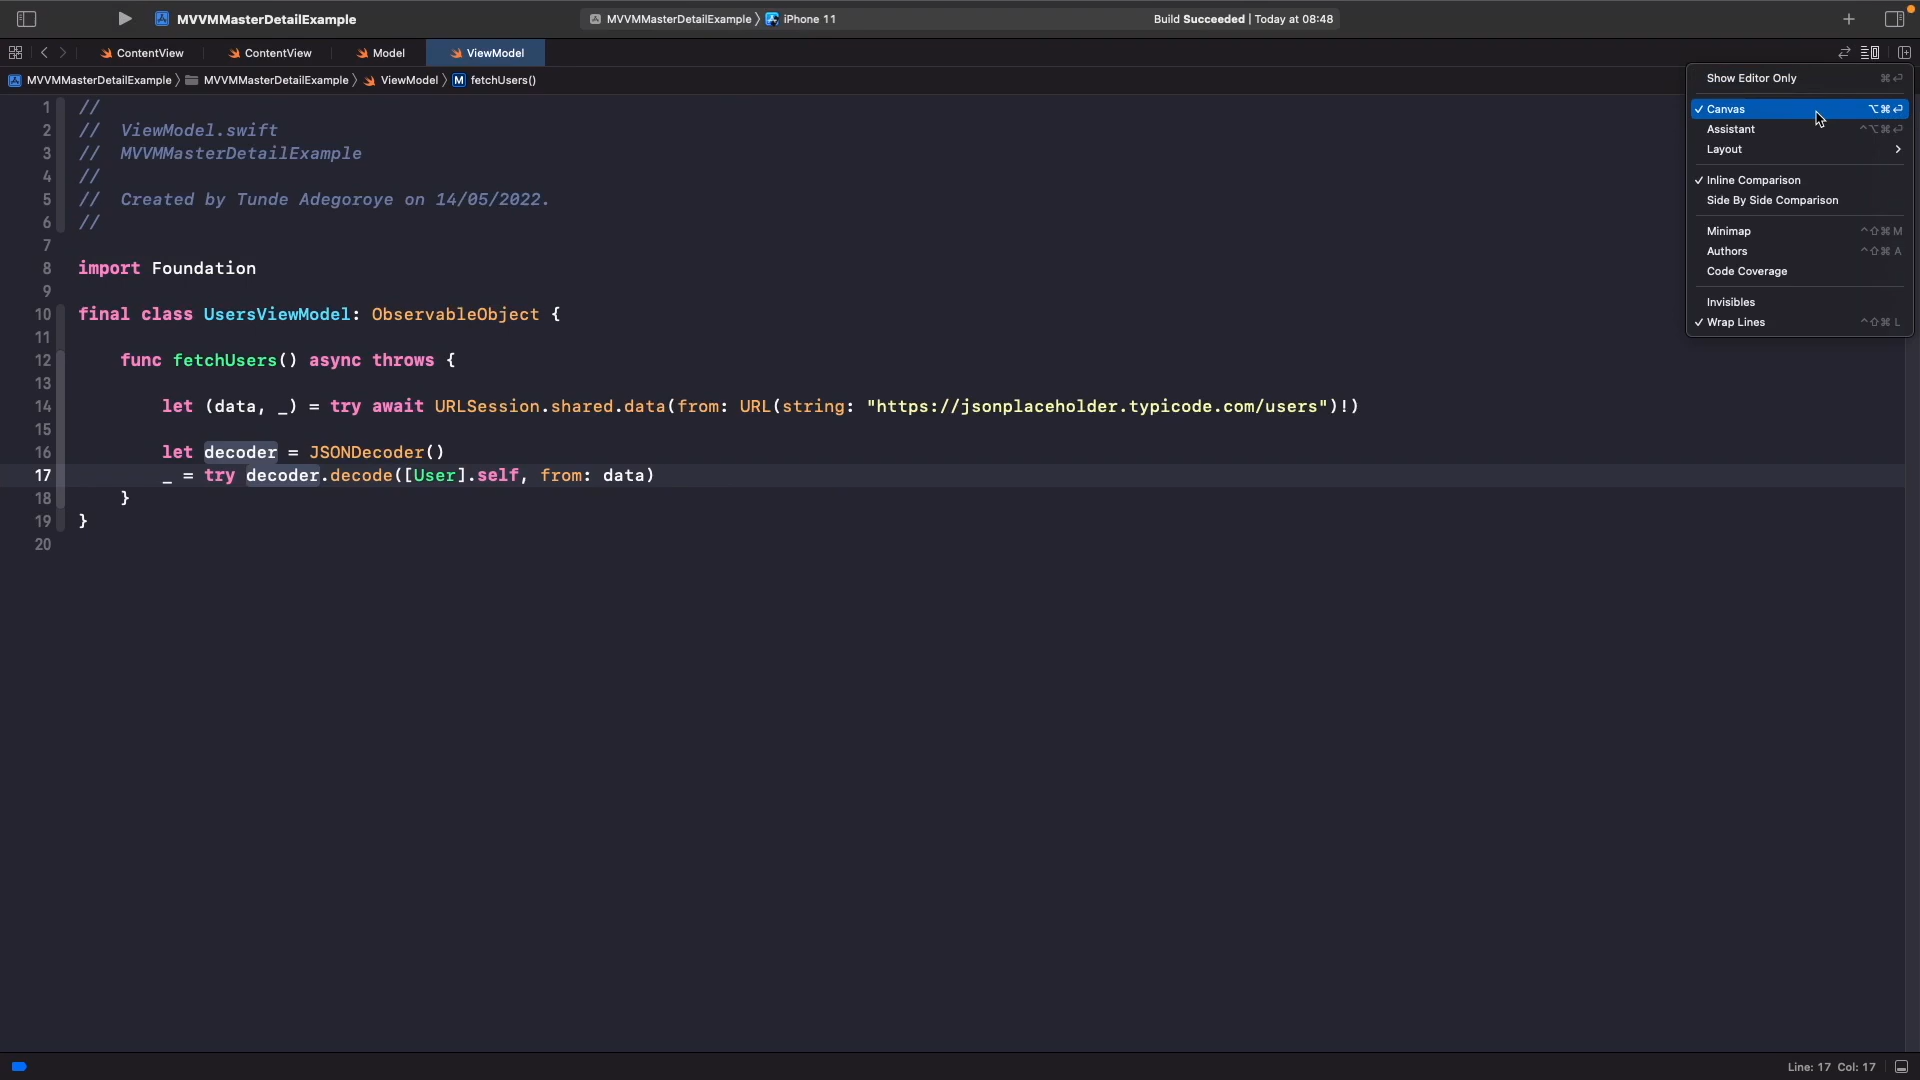 MVVMMasterDetailExample
MVVMMasterDetailExample 〉 iPhone 11
Build Succeeded | Today at 08:48
ContentView
ContentView
Model
ViewModel
MVVMMasterDetailExample 〉 MVVMMasterDetailExample 〉 ViewModel 〉 M fetchUsers()
Show Editor Only ⌘⏎
✓ Canvas ⌥⌘⏎
Assistant ^⌥⌘⏎
Layout >
✓ Inline Comparison
Side By Side Comparison
Minimap ^⇧⌘ M
Authors ^⇧⌘ A
Code Coverage
Invisibles
✓ Wrap Lines ^⇧⌘ L
1 //
2 //  ViewModel.swift
3 //  MVVMMasterDetailExample
4 //
5 //  Created by Tunde Adegoroye on 14/05/2022.
6 //
7
8 import Foundation
9
10 final class UsersViewModel: ObservableObject {
11
12     func fetchUsers() async throws {
13
14         let (data, _) = try await URLSession.shared.data(from: URL(string: "https://jsonplaceholder.typicode.com/users")!)
15
16         let decoder = JSONDecoder()
17         _ = try decoder.decode([User].self, from: data)
18     }
19 }
20
Line: 17 Col: 17